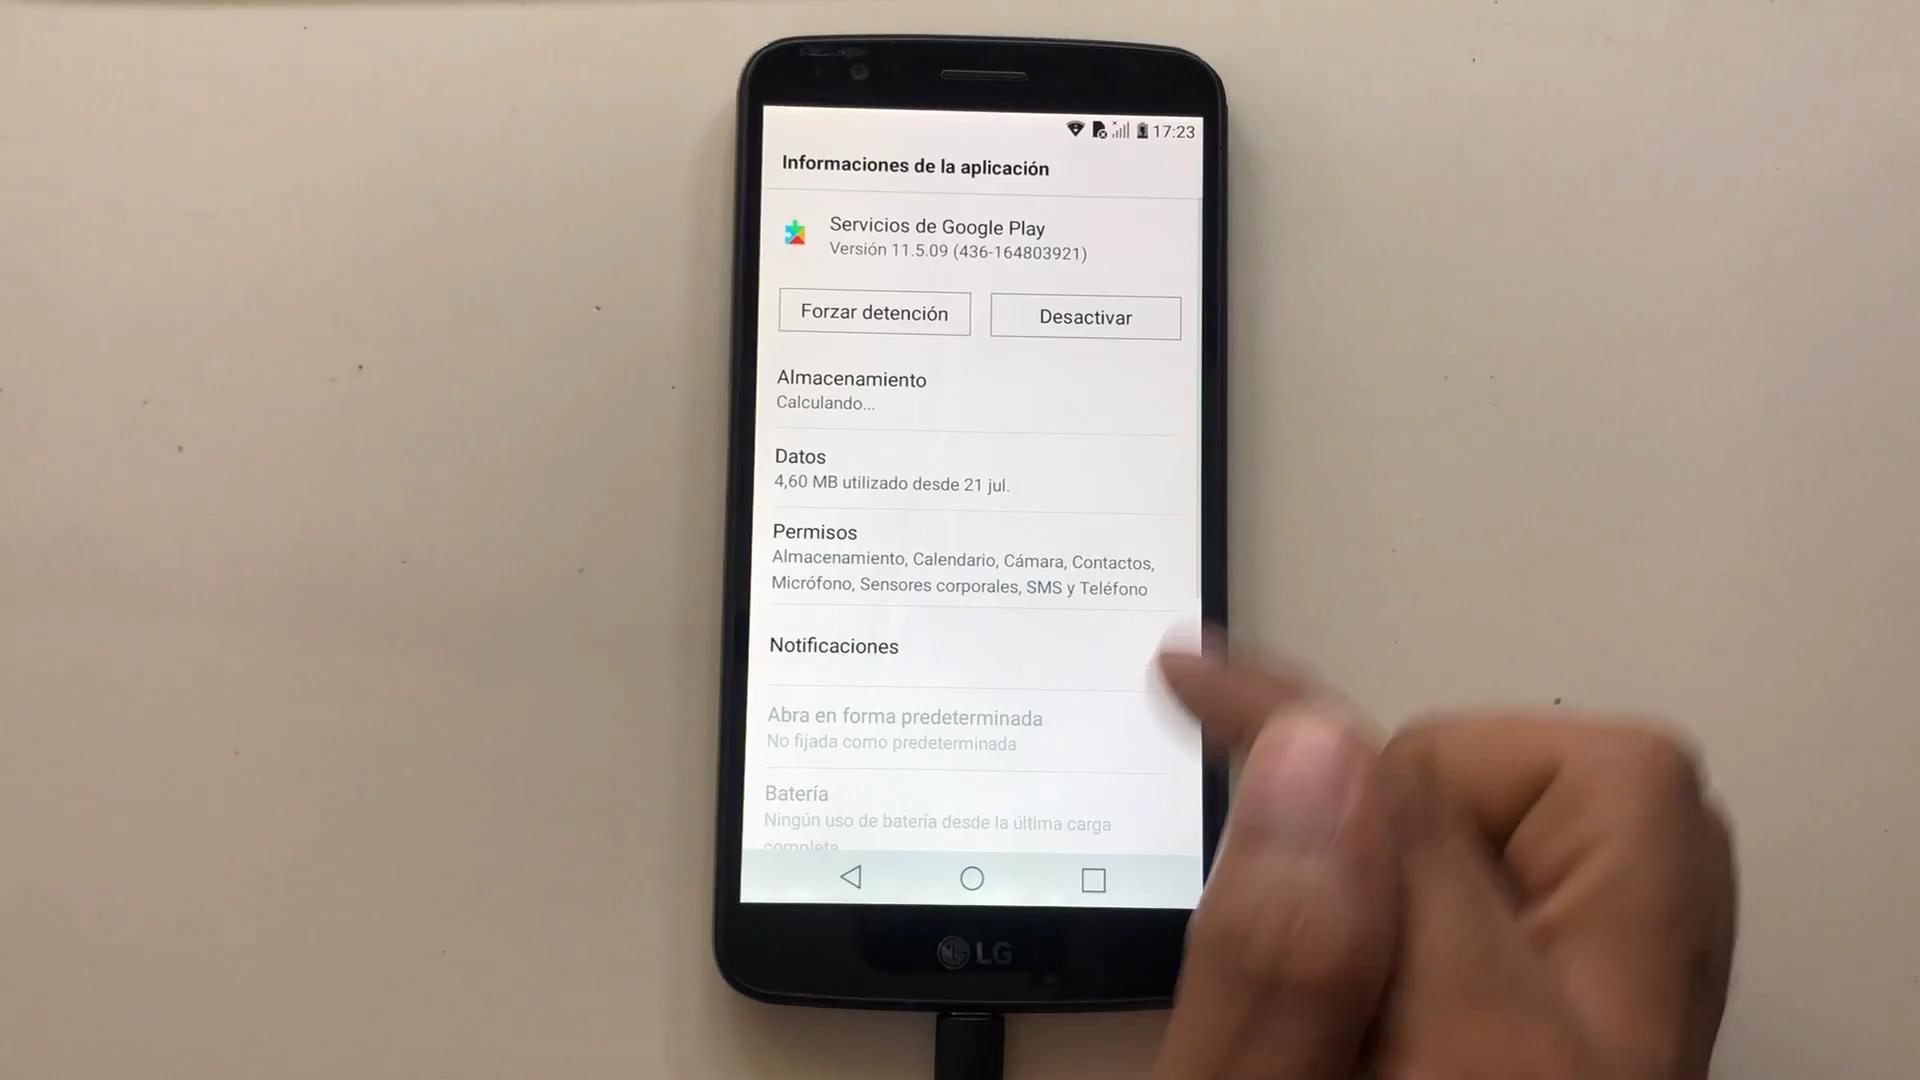 17:23
Informaciones de la aplicación
Servicios de Google Play
Versión 11.5.09 (436-164803921)
Forzar detención
Desactivar
Almacenamiento
Calculando...
Datos
4,60 MB utilizado desde 21 jul.
Permisos
Almacenamiento, Calendario, Cámara, Contactos,
Micrófono, Sensores corporales, SMS y Teléfono
Notificaciones
Abra en forma predeterminada
No fijada como predeterminada
Batería
Ningún uso de batería desde la última carga
completa
LG